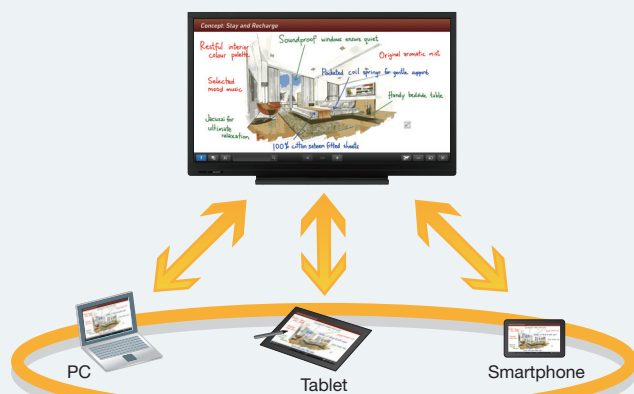 Concept: Stay and Recharge
Soundproof windows ensure quiet
Restful interior
colour palette
Original aromatic mist
Selected
mood music
Pocketed coil springs for gentle support
Handy bedside table
Jacuzzi for
ultimate
relaxation
100% cotton sateen fitted sheets
PC
Tablet
Smartphone